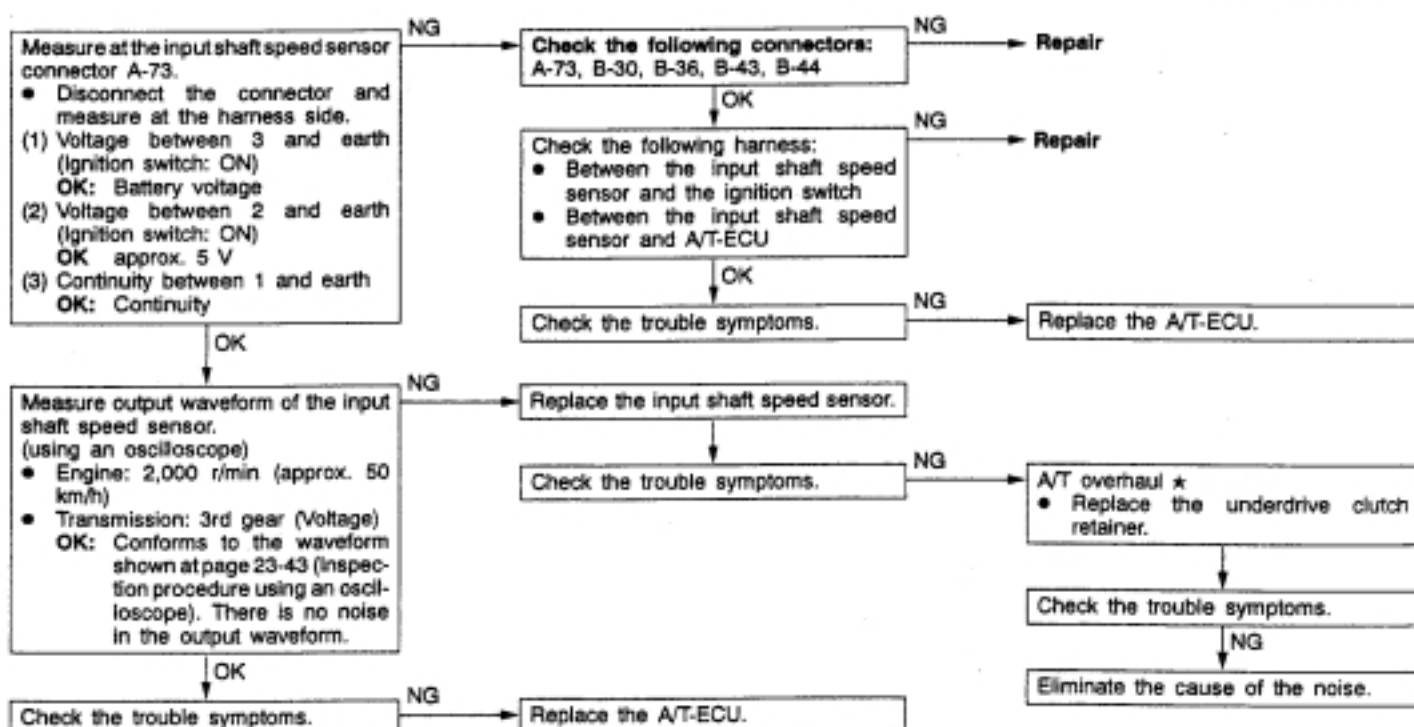 Measure at the input shaft speed sensor
connector A-73.
● Disconnect the connector and
measure at the harness side.
(1) Voltage between 3 and earth
(Ignition switch: ON)
OK: Battery voltage
(2) Voltage between 2 and earth
(Ignition switch: ON)
OK approx. 5 V
(3) Continuity between 1 and earth
OK: Continuity
NG
Check the following connectors:
A-73, B-30, B-36, B-43, B-44
NG
Repair
OK
Check the following harness:
● Between the input shaft speed
sensor and the ignition switch
● Between the input shaft speed
sensor and A/T-ECU
NG
Repair
OK
Check the trouble symptoms.
NG
Replace the A/T-ECU.
OK
Measure output waveform of the input
shaft speed sensor.
(using an oscilloscope)
● Engine: 2,000 r/min (approx. 50
km/h)
● Transmission: 3rd gear (Voltage)
OK: Conforms to the waveform
shown at page 23-43 (Inspec-
tion procedure using an oscil-
loscope). There is no noise
in the output waveform.
NG
Replace the input shaft speed sensor.
Check the trouble symptoms.
NG
A/T overhaul ★
● Replace the underdrive clutch
retainer.
Check the trouble symptoms.
NG
Eliminate the cause of the noise.
OK
Check the trouble symptoms.
NG
Replace the A/T-ECU.